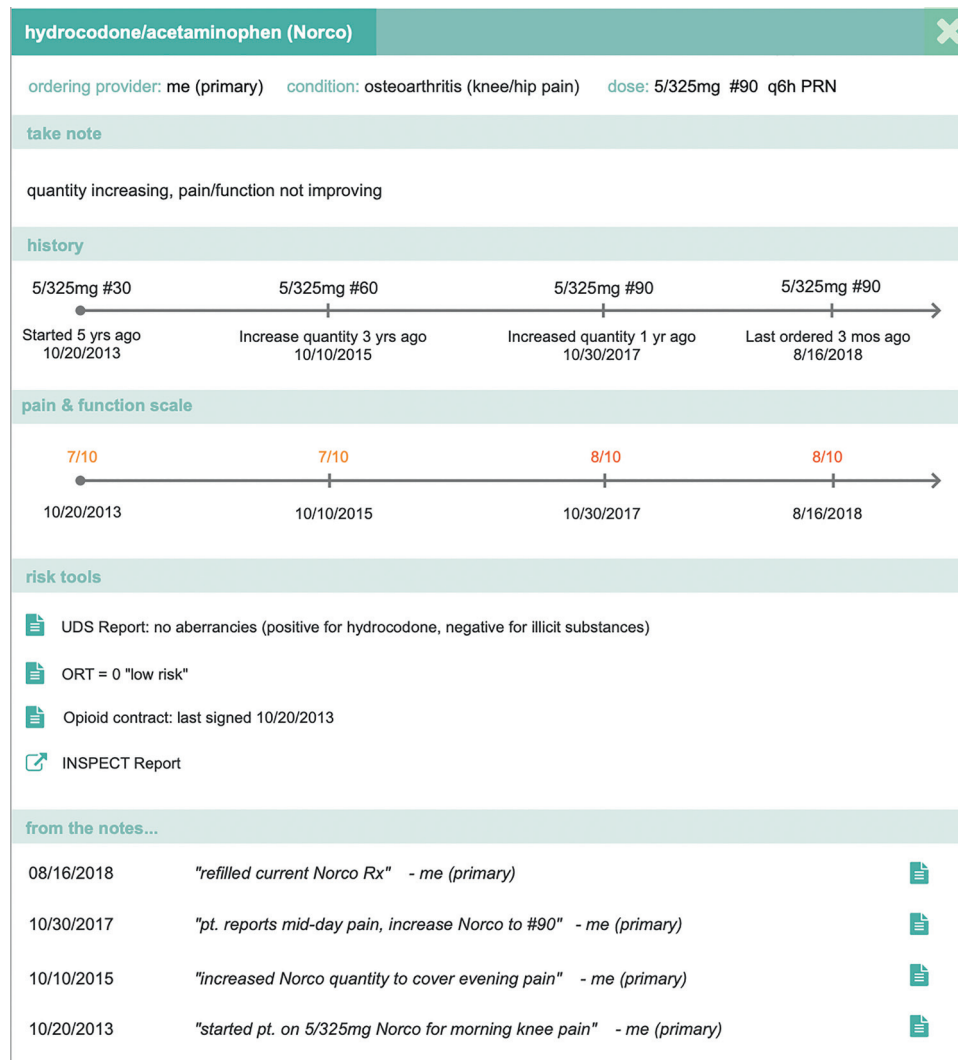 hydrocodone/acetaminophen (Norco)
ordering provider: me (primary) condition: osteoarthritis (knee/hip pain) dose: 5/325mg #90 q6h PRN
take note
quantity increasing, pain/function not improving
history
5/325mg #30 5/325mg #60 5/325mg #90 5/325mg #90
Started 5 yrs ago Increase quantity 3 yrs ago Increased quantity 1 yr ago Last ordered 3 mos ago
10/20/2013 10/10/2015 10/30/2017 8/16/2018
pain & function scale
7/10 7/10 8/10 8/10
10/20/2013 10/10/2015 10/30/2017 8/16/2018
risk tools
UDS Report: no aberrancies (positive for hydrocodone, negative for illicit substances)
ORT = 0 "low risk"
Opioid contract: last signed 10/20/2013
INSPECT Report
from the notes...
08/16/2018 "refilled current Norco Rx" - me (primary)
10/30/2017 "pt. reports mid-day pain, increase Norco to #90" - me (primary)
10/10/2015 "increased Norco quantity to cover evening pain" - me (primary)
10/20/2013 "started pt. on 5/325mg Norco for morning knee pain" - me (primary)